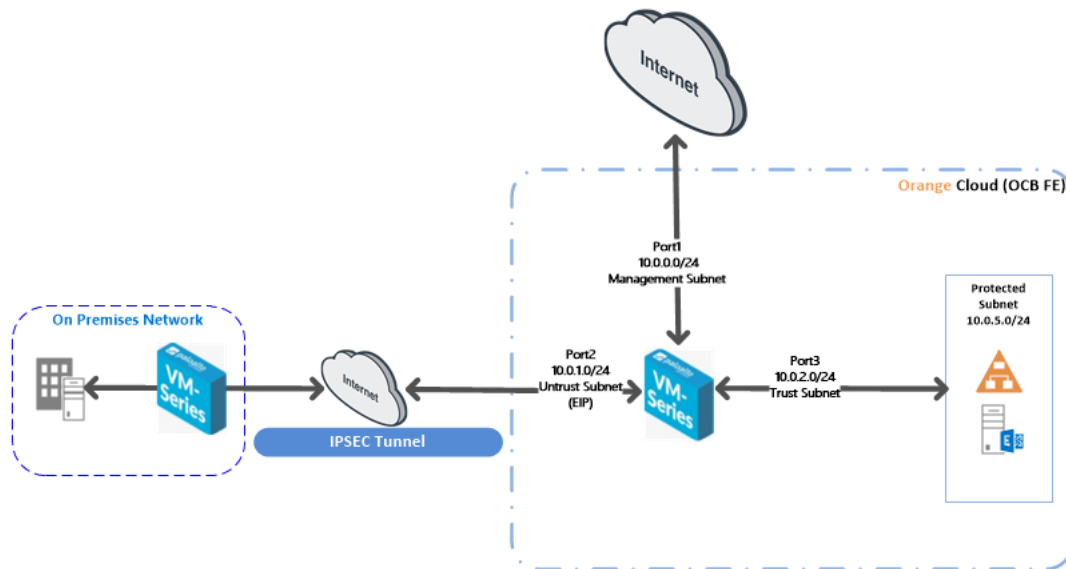 Internet
Orange Cloud (OCB FE)
Port1
10.0.0.0/24
Management Subnet
Protected
Subnet
10.0.5.0/24
On Premises Network
paloalto
VM-
Series
Internet
IPSEC Tunnel
Port2
10.0.1.0/24
Untrust Subnet
(EIP)
paloalto
VM-
Series
Port3
10.0.2.0/24
Trust Subnet
E